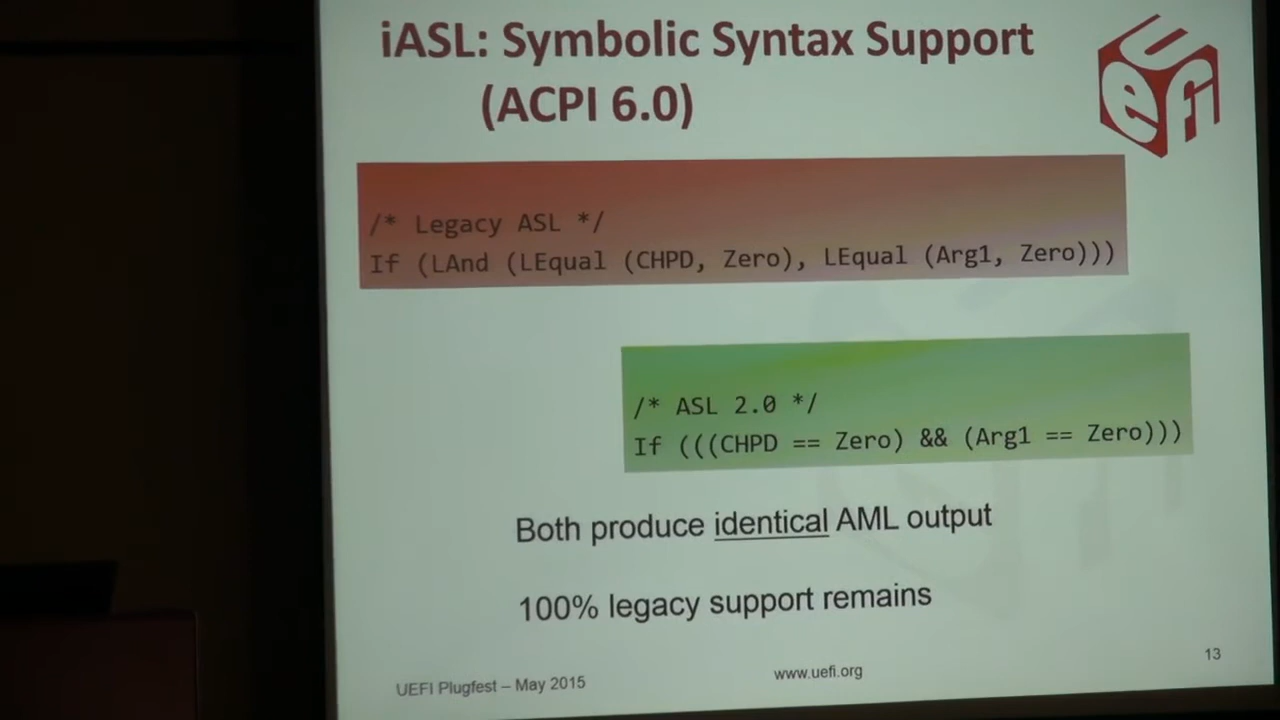 iASL: Symbolic Syntax Support
(ACPI 6.0)
UEFI
/* Legacy ASL */
If (LAnd (LEqual (CHPD, Zero), LEqual (Arg1, Zero)))
/* ASL 2.0 */
If (((CHPD == Zero) && (Arg1 == Zero)))
Both produce identical AML output
100% legacy support remains
UEFI Plugfest – May 2015
www.uefi.org
13